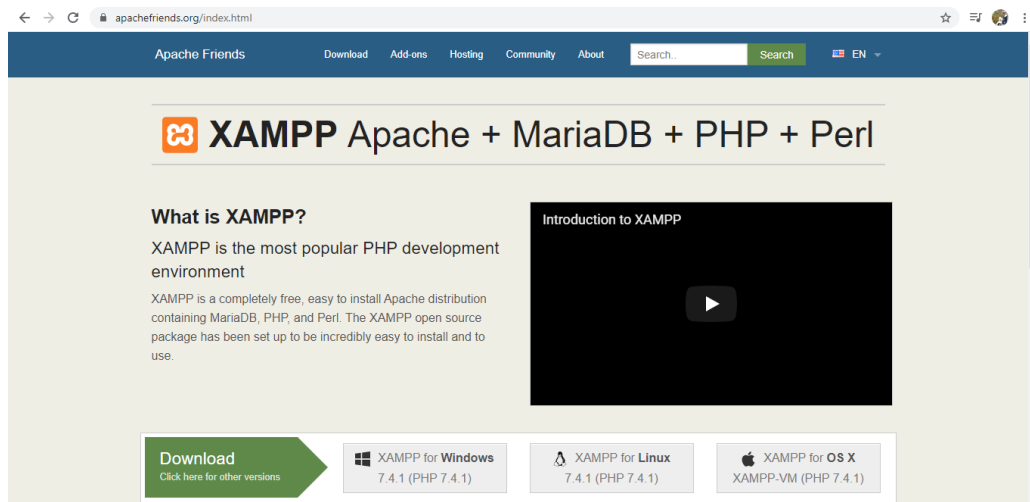 apachefriends.org/index.html
Apache Friends Download Add-ons Hosting Community About Search.. Search EN
XAMPP Apache + MariaDB + PHP + Perl
What is XAMPP?
XAMPP is the most popular PHP development
environment
XAMPP is a completely free, easy to install Apache distribution
containing MariaDB, PHP, and Perl. The XAMPP open source
package has been set up to be incredibly easy to install and to
use.
Introduction to XAMPP
Download
Click here for other versions
XAMPP for Windows
7.4.1 (PHP 7.4.1)
XAMPP for Linux
7.4.1 (PHP 7.4.1)
XAMPP for OS X
XAMPP-VM (PHP 7.4.1)